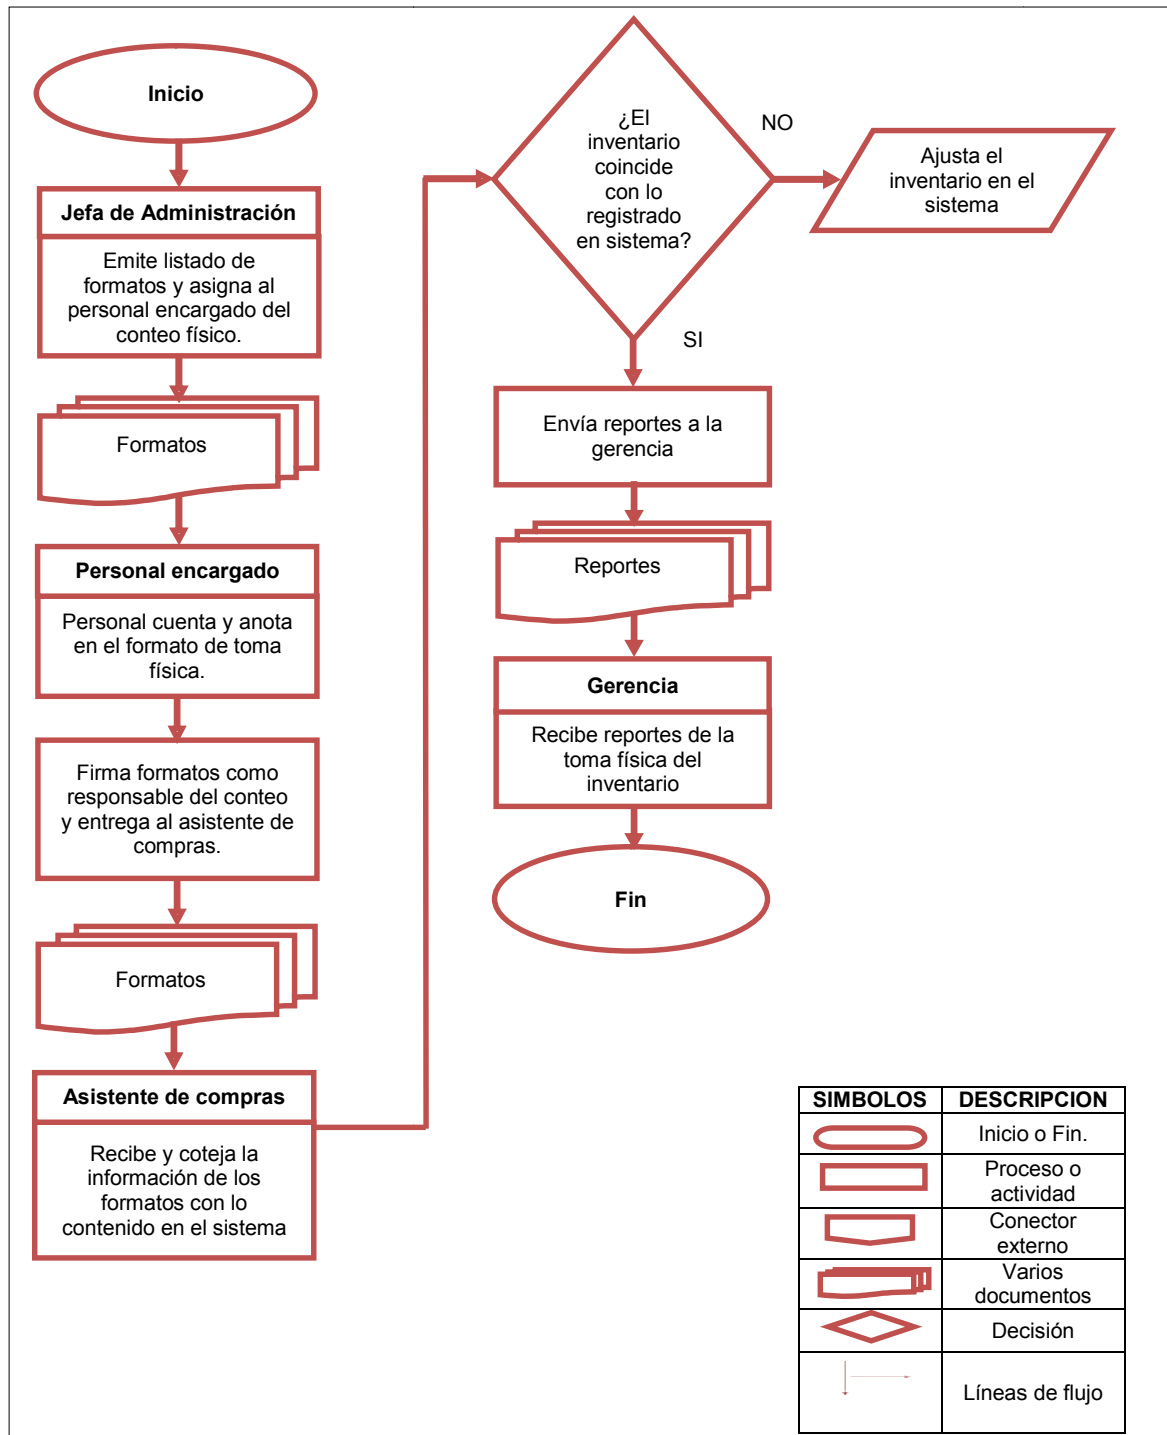 Inicio
Jefa de Administración
Emite listado de
formatos y asigna al
personal encargado del
conteo físico.
Formatos
Personal encargado
Personal cuenta y anota
en el formato de toma
física.
Firma formatos como
responsable del conteo
y entrega al asistente de
compras.
Formatos
Asistente de compras
Recibe y coteja la
información de los
formatos con lo
contenido en el sistema
¿El
inventario
coincide
con lo
registrado
en sistema?
NO
Ajusta el
inventario en el
sistema
SI
Envía reportes a la
gerencia
Reportes
Gerencia
Recibe reportes de la
toma física del
inventario
Fin
SIMBOLOS DESCRIPCION
Inicio o Fin.
Proceso o
actividad
Conector
externo
Varios
documentos
Decisión
Líneas de flujo